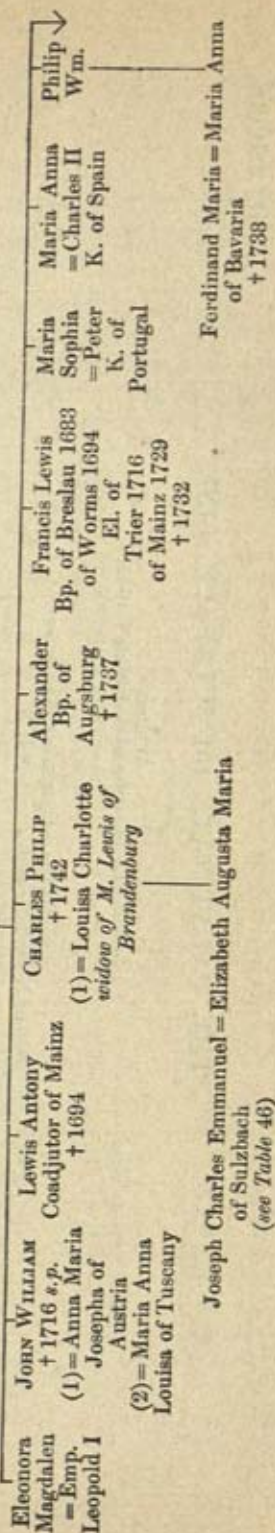 Eleonora
Magdalen
= Emp.
Leopold I
JOHN WILLIAM
† 1716 s.p.
(1)=Anna Maria
Josepha of
Austria
(2)=Maria Anna
Louisa of Tuscany
Lewis Antony
Coadjutor of Mainz
† 1694
CHARLES PHILIP
† 1742
(1)=Louisa Charlotte
widow of M. Lewis of
Brandenburg
Alexander
Bp. of
Augsburg
† 1737
Francis Lewis
Bp. of Breslau 1683
of Worms 1694
El. of
Trier 1716
of Mainz 1729
† 1732
Maria
Sophia
=Peter
K. of
Portugal
Maria Anna
=Charles II
K. of Spain
Philip
Wm.
Joseph Charles Emmanuel = Elizabeth Augusta Maria
of Sulzbach
(see Table 46)
Ferdinand Maria = Maria Anna
of Bavaria
† 1738